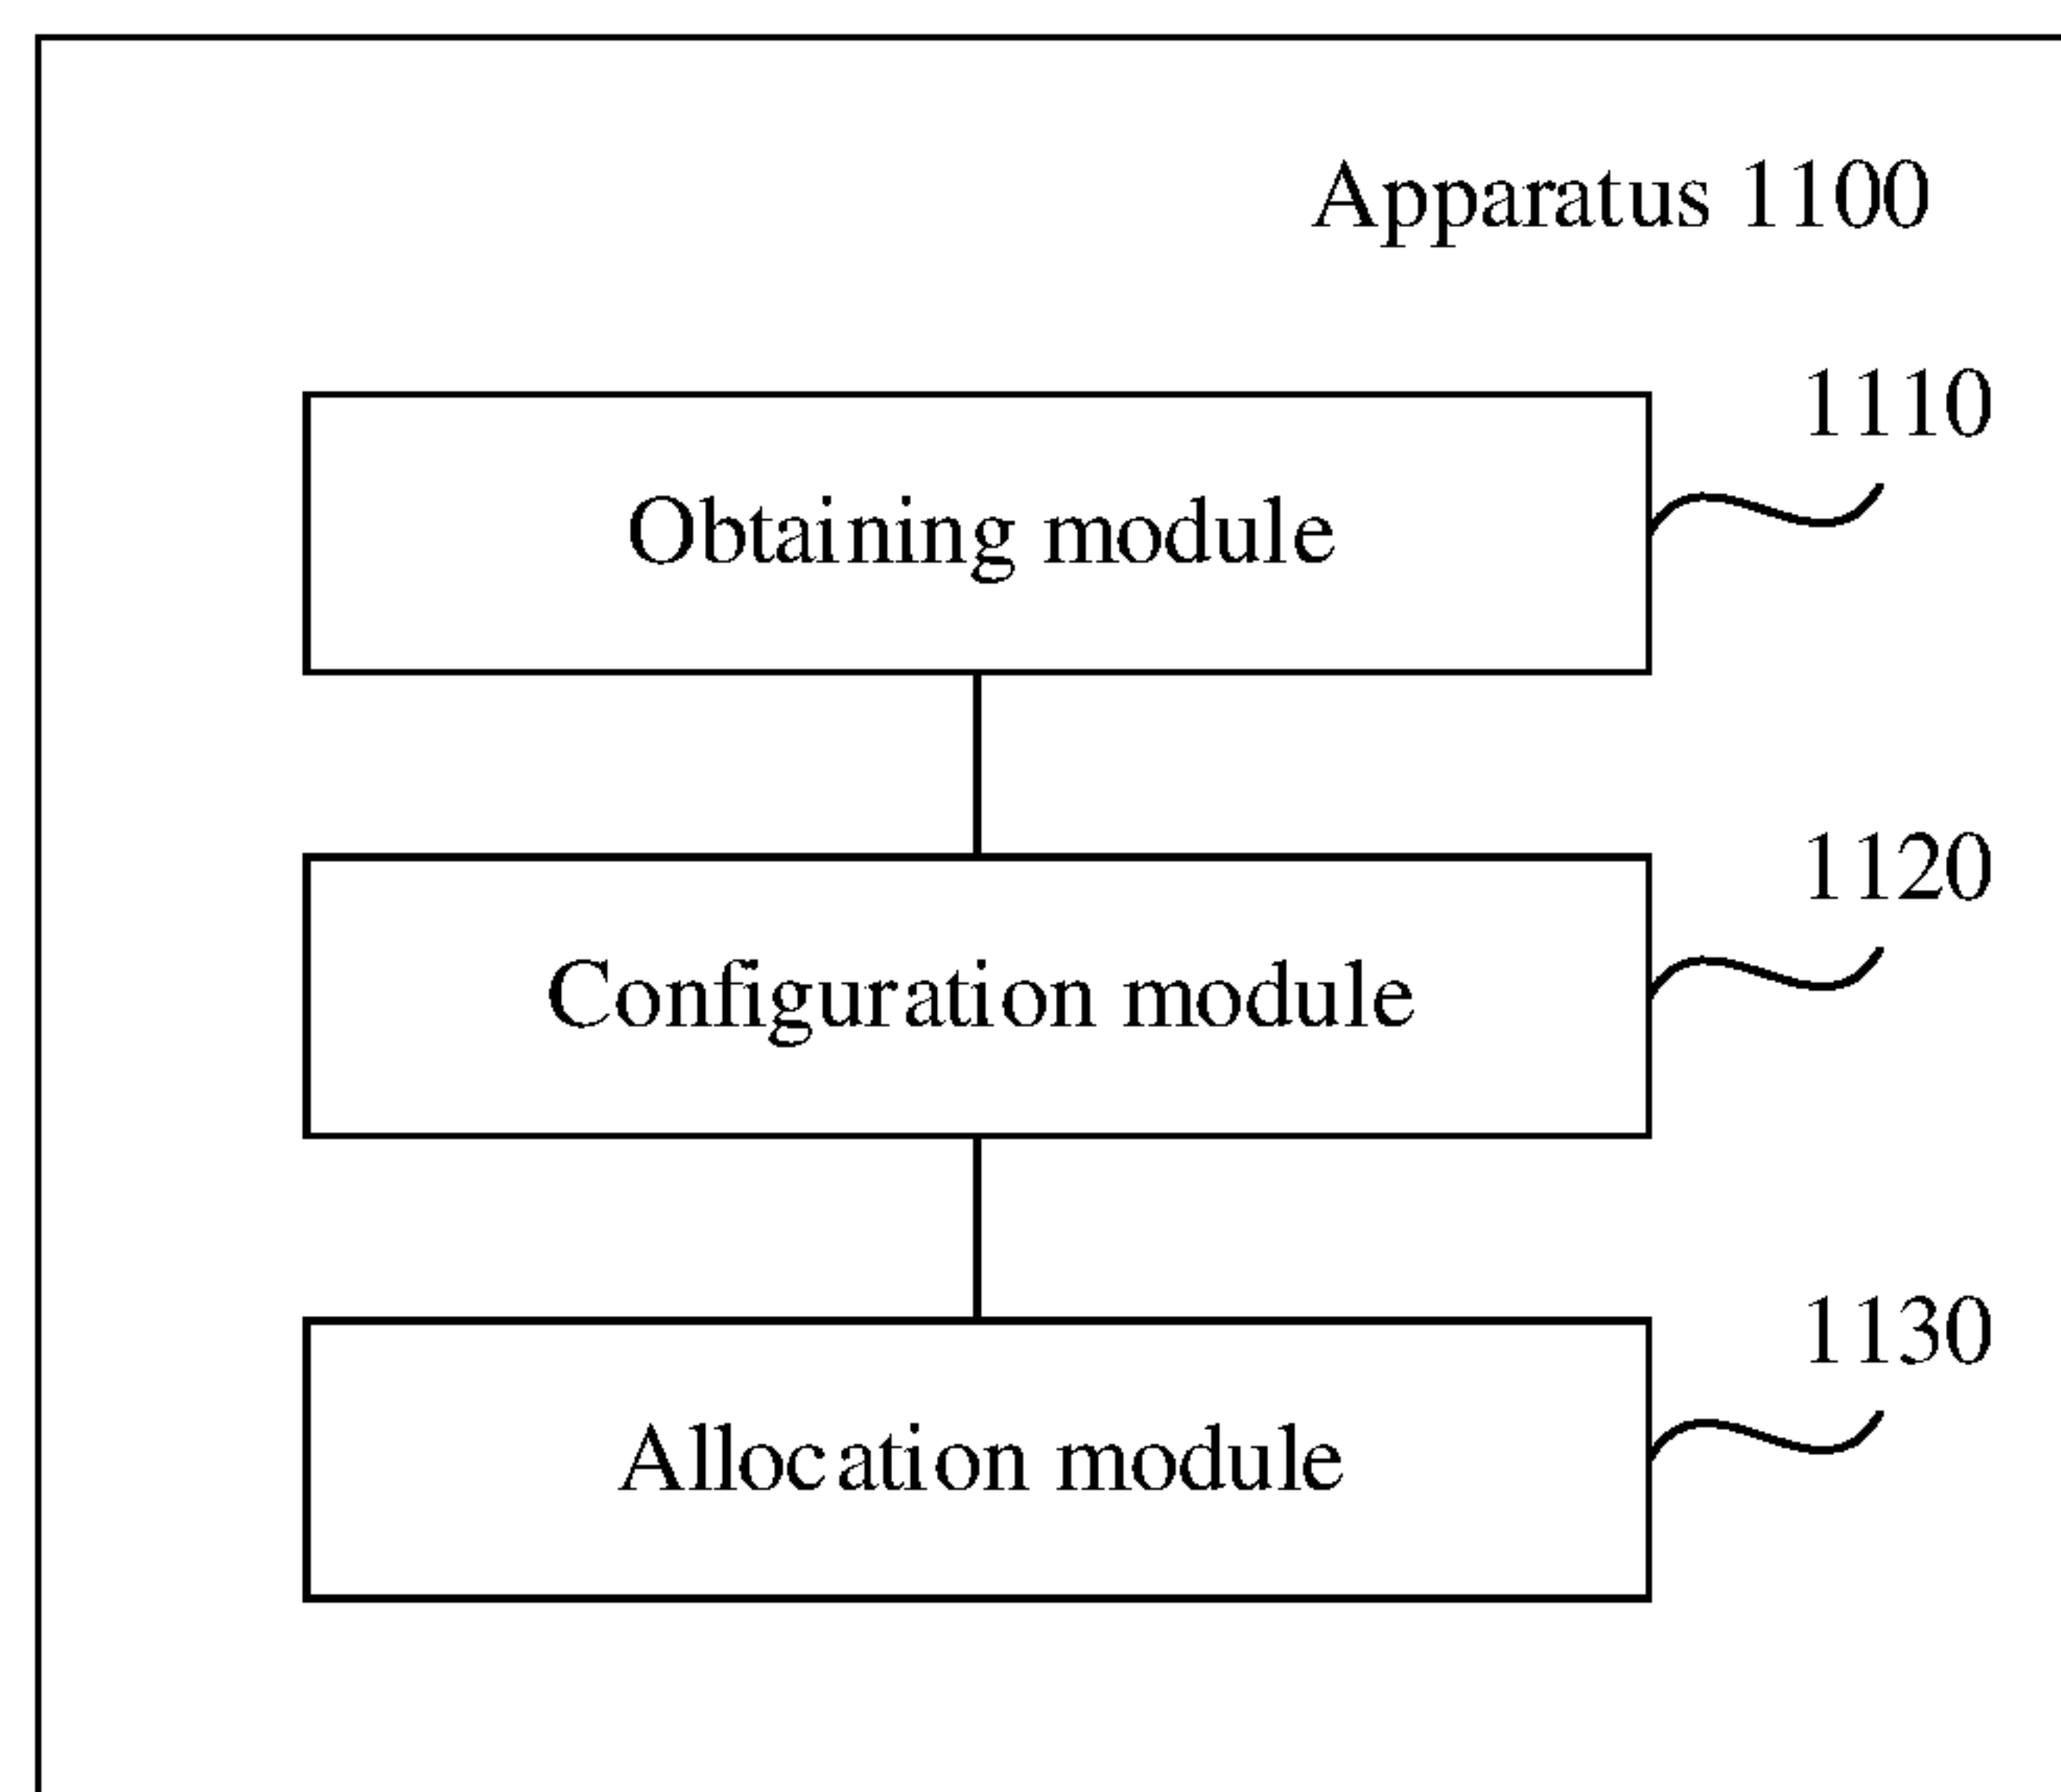 Apparatus 1100
1110
Obtaining module
1120
Configuration module
1130
Allocation module